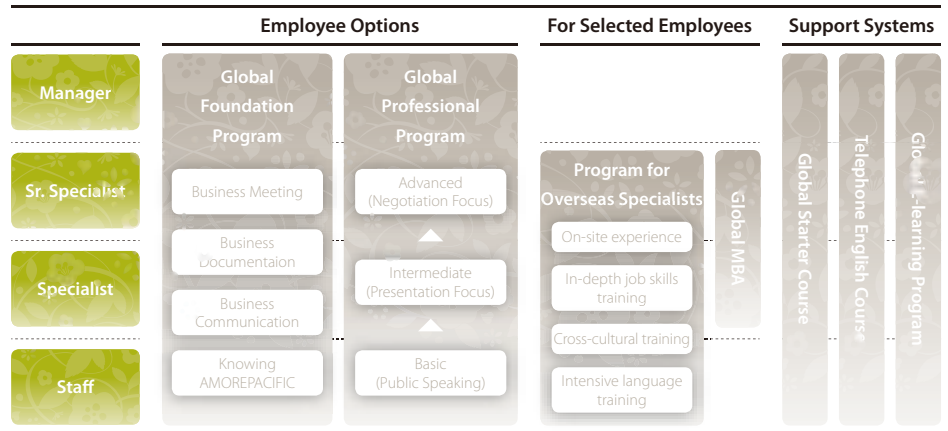 Employee Options
For Selected Employees
Support Systems
Manager
Sr. Specialist
Specialist
Staff
Global
Foundation
Program
Business Meeting
Business
Documentaion
Business
Communication
Knowing
AMOREPACIFIC
Global
Professional
Program
Advanced
(Negotiation Focus)
Intermediate
(Presentation Focus)
Basic
(Public Speaking)
Program for
Overseas Specialists
On-site experience
In-depth job skills
training
Cross-cultural training
Intensive language
training
Global MBA
Global Starter Course
Telephone English Course
Global E-learning Program